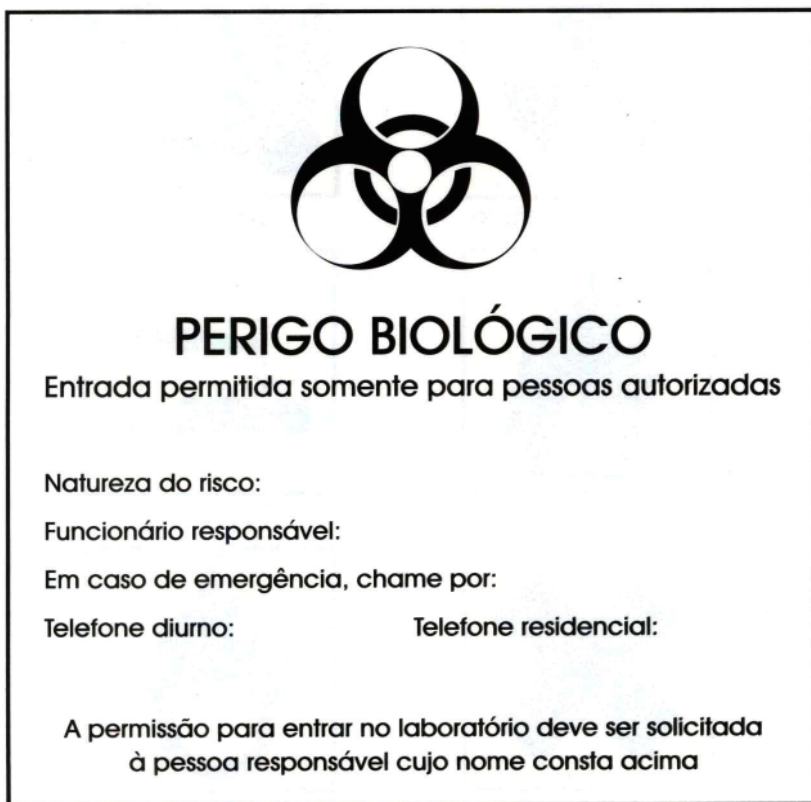 PERIGO BIOLÓGICO
Entrada permitida somente para pessoas autorizadas
Natureza do risco:
Funcionário responsável:
Em caso de emergência, chame por:
Telefone diurno: Telefone residencial:
A permissão para entrar no laboratório deve ser solicitada
à pessoa responsável cujo nome consta acima